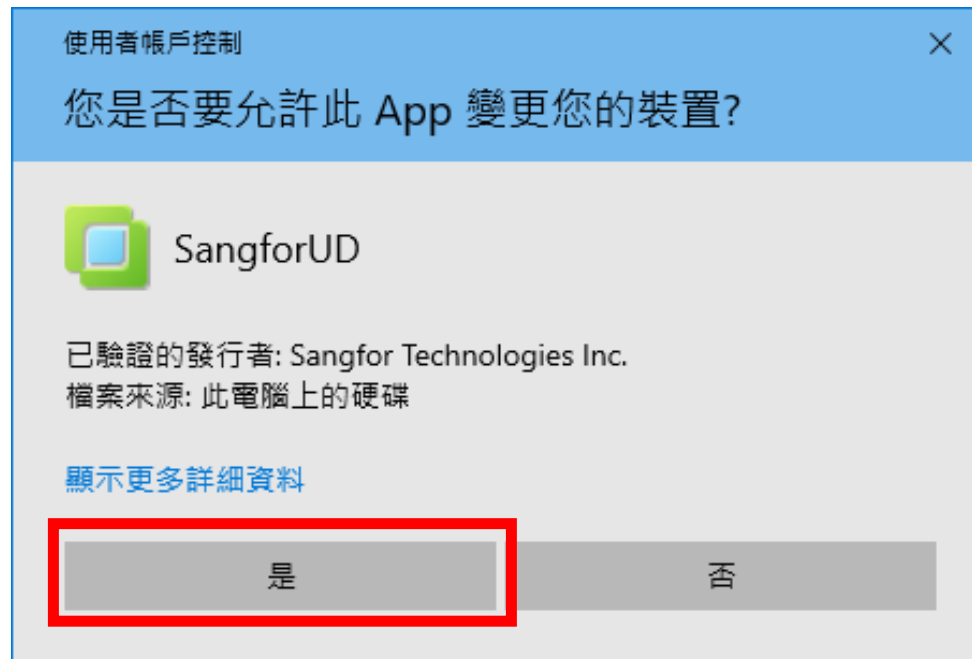 使用者帳戶控制
您是否要允許此 App 變更您的裝置?
SangforUD
已驗證的發行者: Sangfor Technologies Inc.
檔案來源: 此電腦上的硬碟
顯示更多詳細資料
是
否